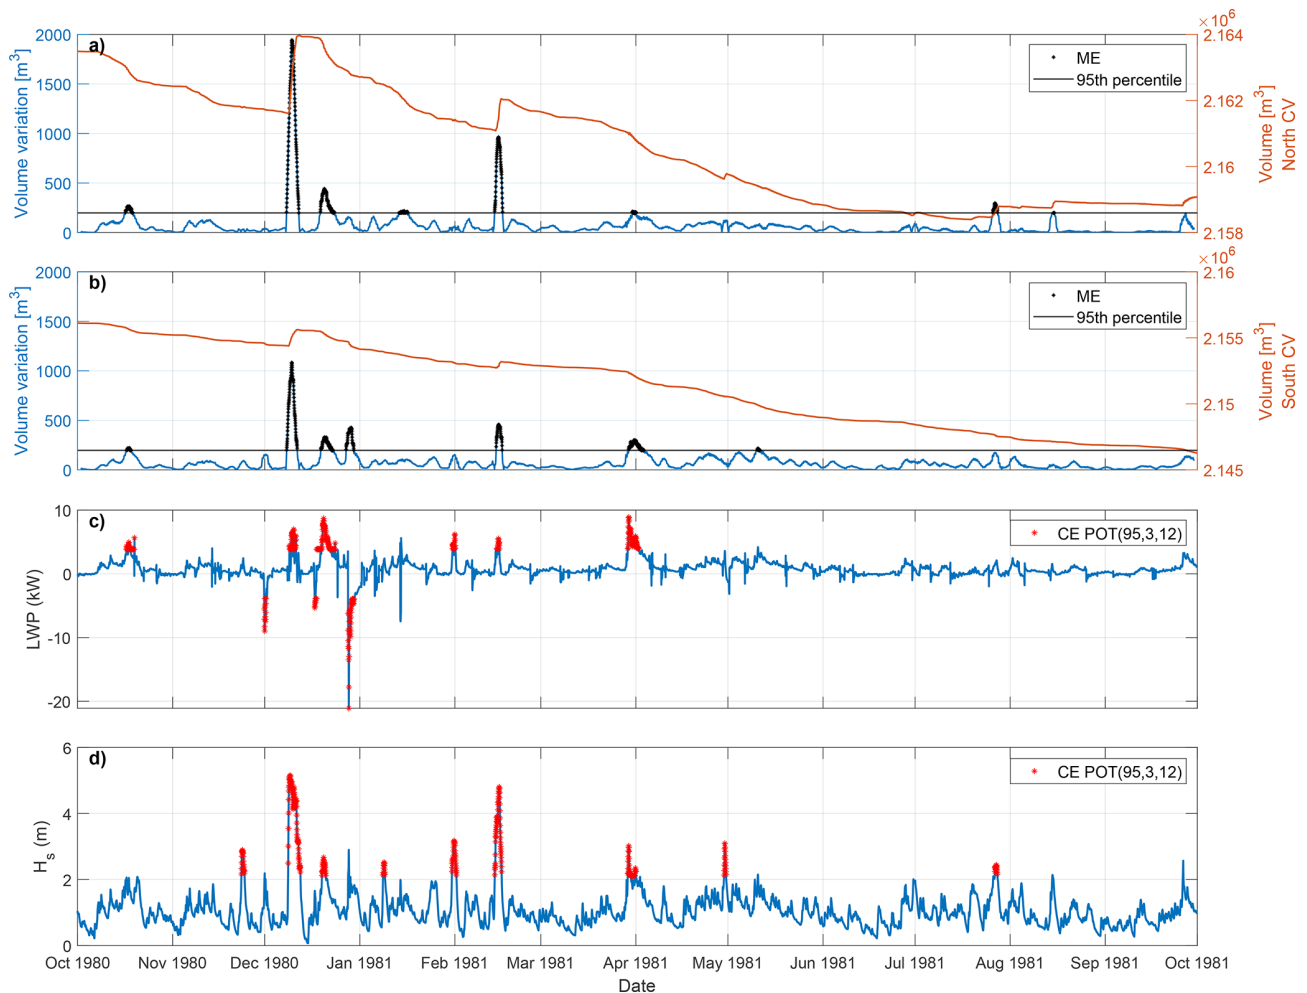 a)
Volume variation [m³]
2000
1500
1000
500
0
ME
95th percentile
×10⁶
2.164
2.162
2.16
2.158
Volume [m³]
North CV
b)
Volume variation [m³]
2000
1500
1000
500
0
ME
95th percentile
×10⁶
2.16
2.155
2.15
2.145
Volume [m³]
South CV
c)
LWP (kW)
10
0
-10
-20
CE POT(95,3,12)
d)
Hₛ (m)
6
4
2
0
CE POT(95,3,12)
Oct 1980 Nov 1980 Dec 1980 Jan 1981 Feb 1981 Mar 1981 Apr 1981 May 1981 Jun 1981 Jul 1981 Aug 1981 Sep 1981 Oct 1981
Date